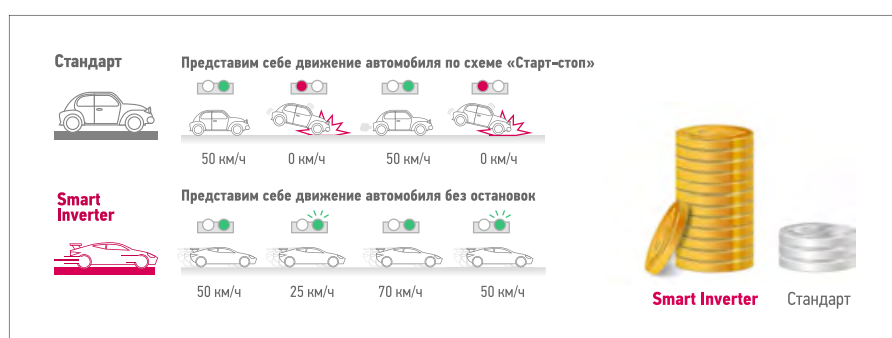 Стандарт
Представим себе движение автомобиля по схеме «Старт–стоп»
50 км/ч 0 км/ч 50 км/ч 0 км/ч
Smart
Inverter
Представим себе движение автомобиля без остановок
50 км/ч 25 км/ч 70 км/ч 50 км/ч
Smart Inverter Стандарт